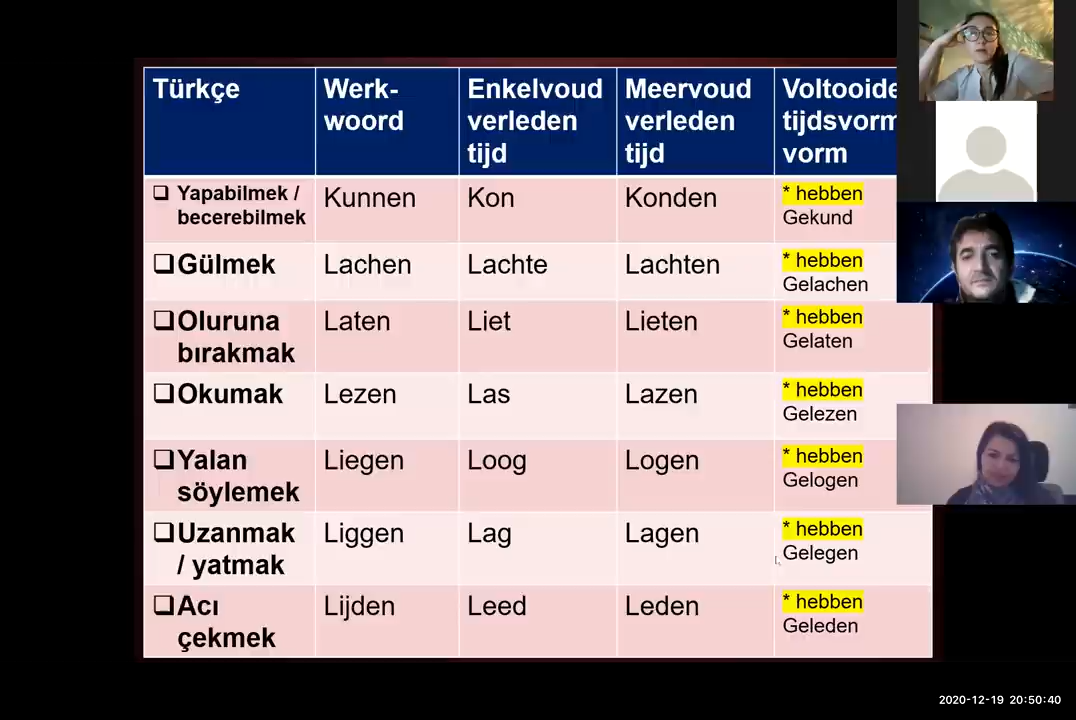 Türkçe
Werk-
woord
Enkelvoud
verleden
tijd
Meervoud
verleden
tijd
Voltooide
tijdsvorm
vorm
Yapabilmek /
becerebilmek
Kunnen
Kon
Konden
* hebben
Gekund
Gülmek
Lachen
Lachte
Lachten
* hebben
Gelachen
Oluruna
bırakmak
Laten
Liet
Lieten
* hebben
Gelaten
Okumak
Lezen
Las
Lazen
* hebben
Gelezen
Yalan
söylemek
Liegen
Loog
Logen
* hebben
Gelogen
Uzanmak
/ yatmak
Liggen
Lag
Lagen
* hebben
Gelegen
Acı
çekmek
Lijden
Leed
Leden
* hebben
Geleden
2020-12-19 20:50:40